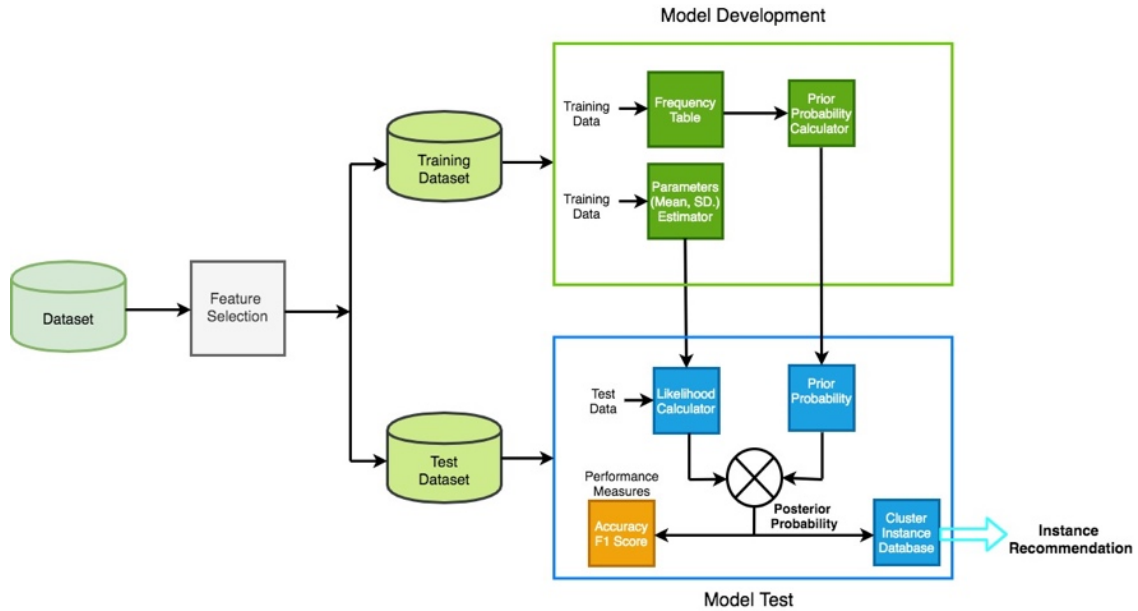 Model Development
Training
Data
Frequency
Table
Prior
Probability
Calculator
Training
Dataset
Training
Data
Parameters
(Mean, SD.)
Estimator
Dataset
Feature
Selection
Test
Data
Likelihood
Calculator
Prior
Probability
Test
Dataset
Performance
Measures
Accuracy
F1 Score
Posterior
Probability
Cluster
Instance
Database
Instance
Recommendation
Model Test